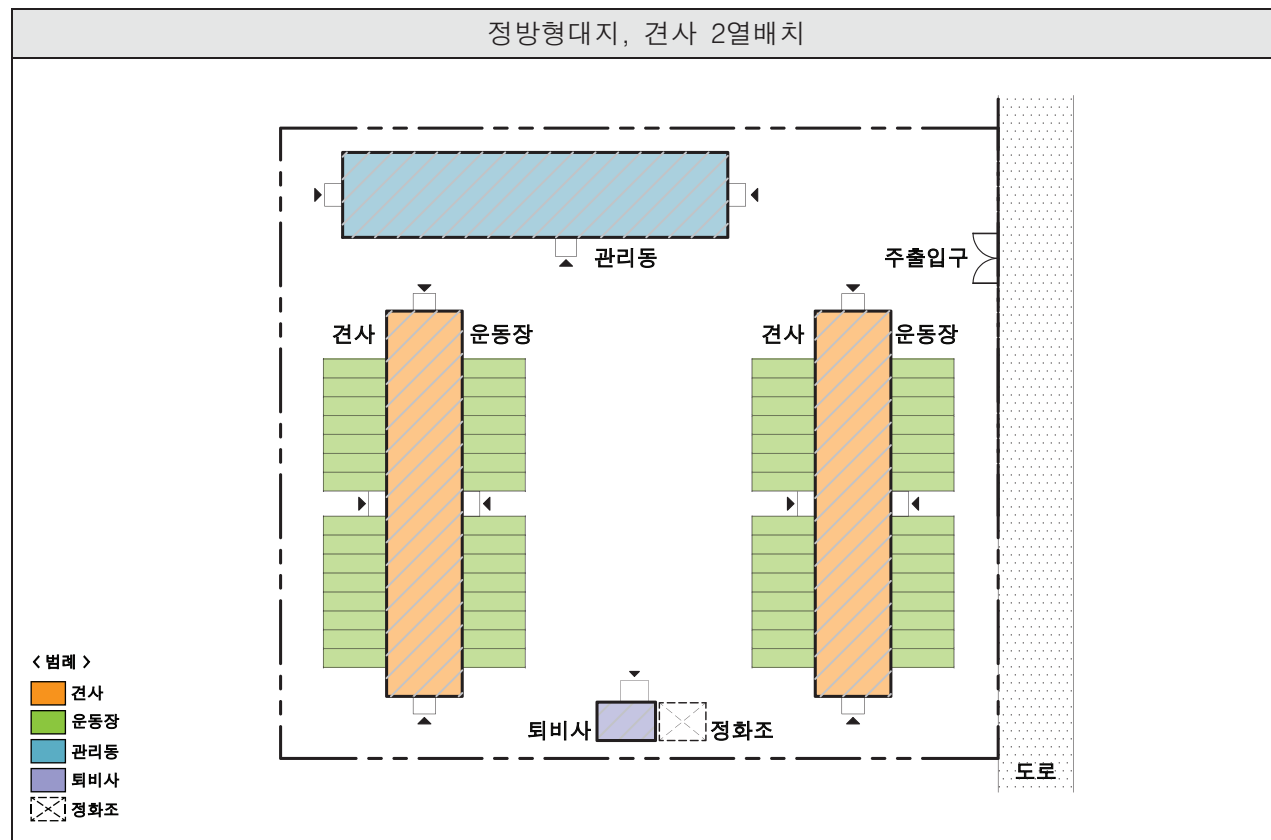 정방형대지, 견사 2열배치
관리동
주출입구
견사
운동장
견사
운동장
퇴비사
정화조
도로
< 범례 >
견사
운동장
관리동
퇴비사
정화조